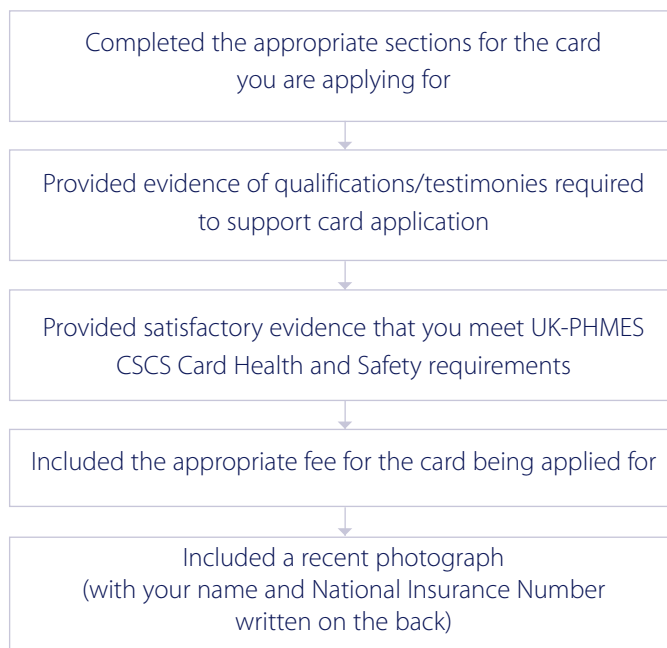 Completed the appropriate sections for the card
you are applying for
Provided evidence of qualifications/testimonies required
to support card application
Provided satisfactory evidence that you meet UK-PHMES
CSCS Card Health and Safety requirements
Included the appropriate fee for the card being applied for
Included a recent photograph
(with your name and National Insurance Number
written on the back)